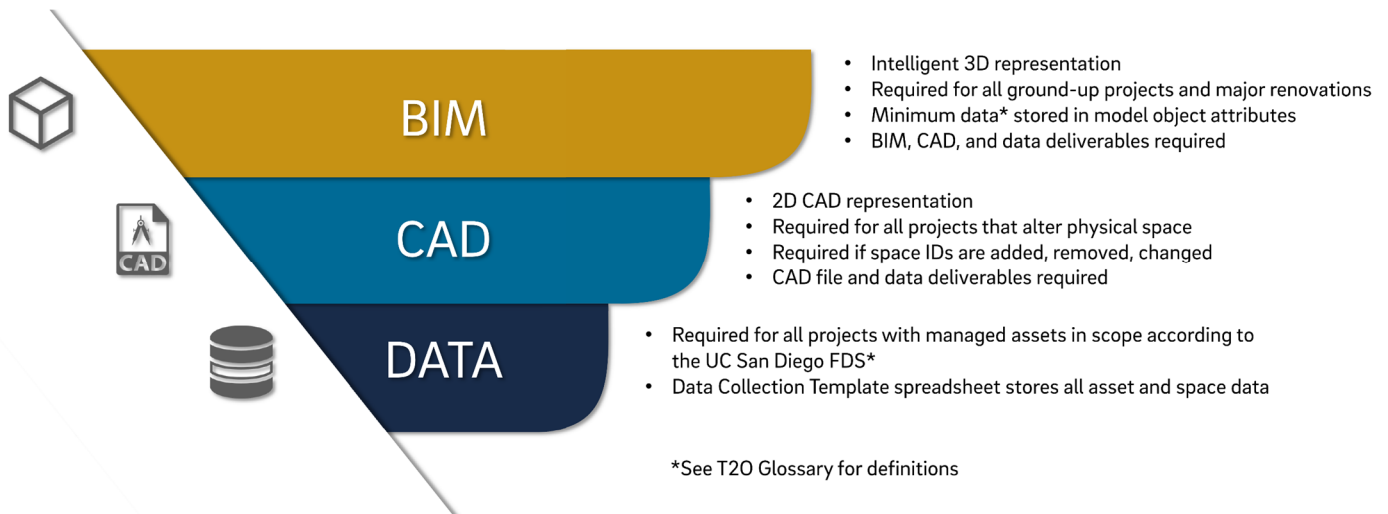 BIM
• Intelligent 3D representation
• Required for all ground-up projects and major renovations
• Minimum data* stored in model object attributes
• BIM, CAD, and data deliverables required
CAD
CAD
• 2D CAD representation
• Required for all projects that alter physical space
• Required if space IDs are added, removed, changed
• CAD file and data deliverables required
DATA
• Required for all projects with managed assets in scope according to
the UC San Diego FDS*
• Data Collection Template spreadsheet stores all asset and space data
*See T2O Glossary for definitions